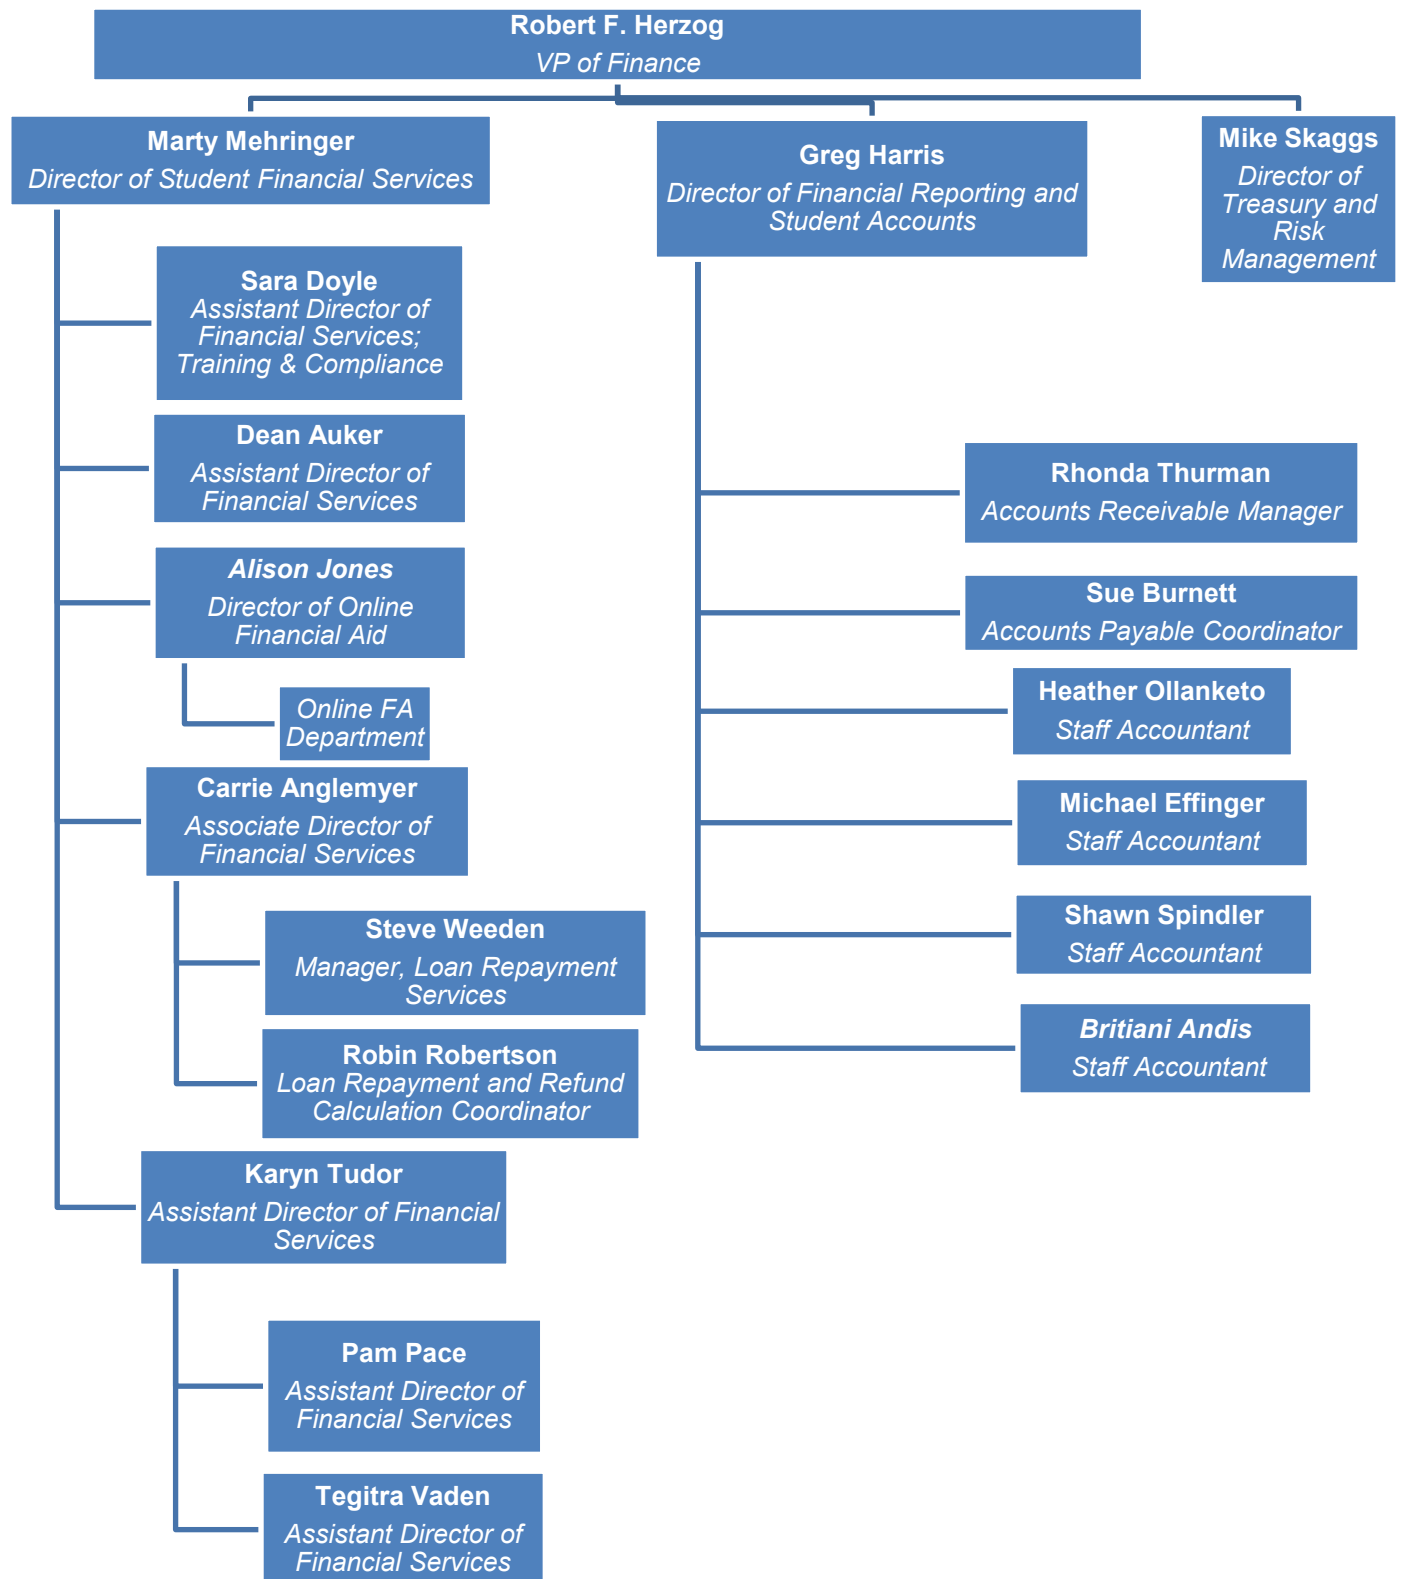 Robert F. Herzog
VP of Finance
Marty Mehringer
Director of Student Financial Services
Greg Harris
Director of Financial Reporting and
Student Accounts
Mike Skaggs
Director of
Treasury and
Risk
Management
Sara Doyle
Assistant Director of
Financial Services;
Training & Compliance
Dean Auker
Assistant Director of
Financial Services
Alison Jones
Director of Online
Financial Aid
Online FA
Department
Carrie Anglemyer
Associate Director of
Financial Services
Steve Weeden
Manager, Loan Repayment
Services
Robin Robertson
Loan Repayment and Refund
Calculation Coordinator
Karyn Tudor
Assistant Director of Financial
Services
Pam Pace
Assistant Director of
Financial Services
Tegitra Vaden
Assistant Director of
Financial Services
Rhonda Thurman
Accounts Receivable Manager
Sue Burnett
Accounts Payable Coordinator
Heather Ollanketo
Staff Accountant
Michael Effinger
Staff Accountant
Shawn Spindler
Staff Accountant
Britiani Andis
Staff Accountant